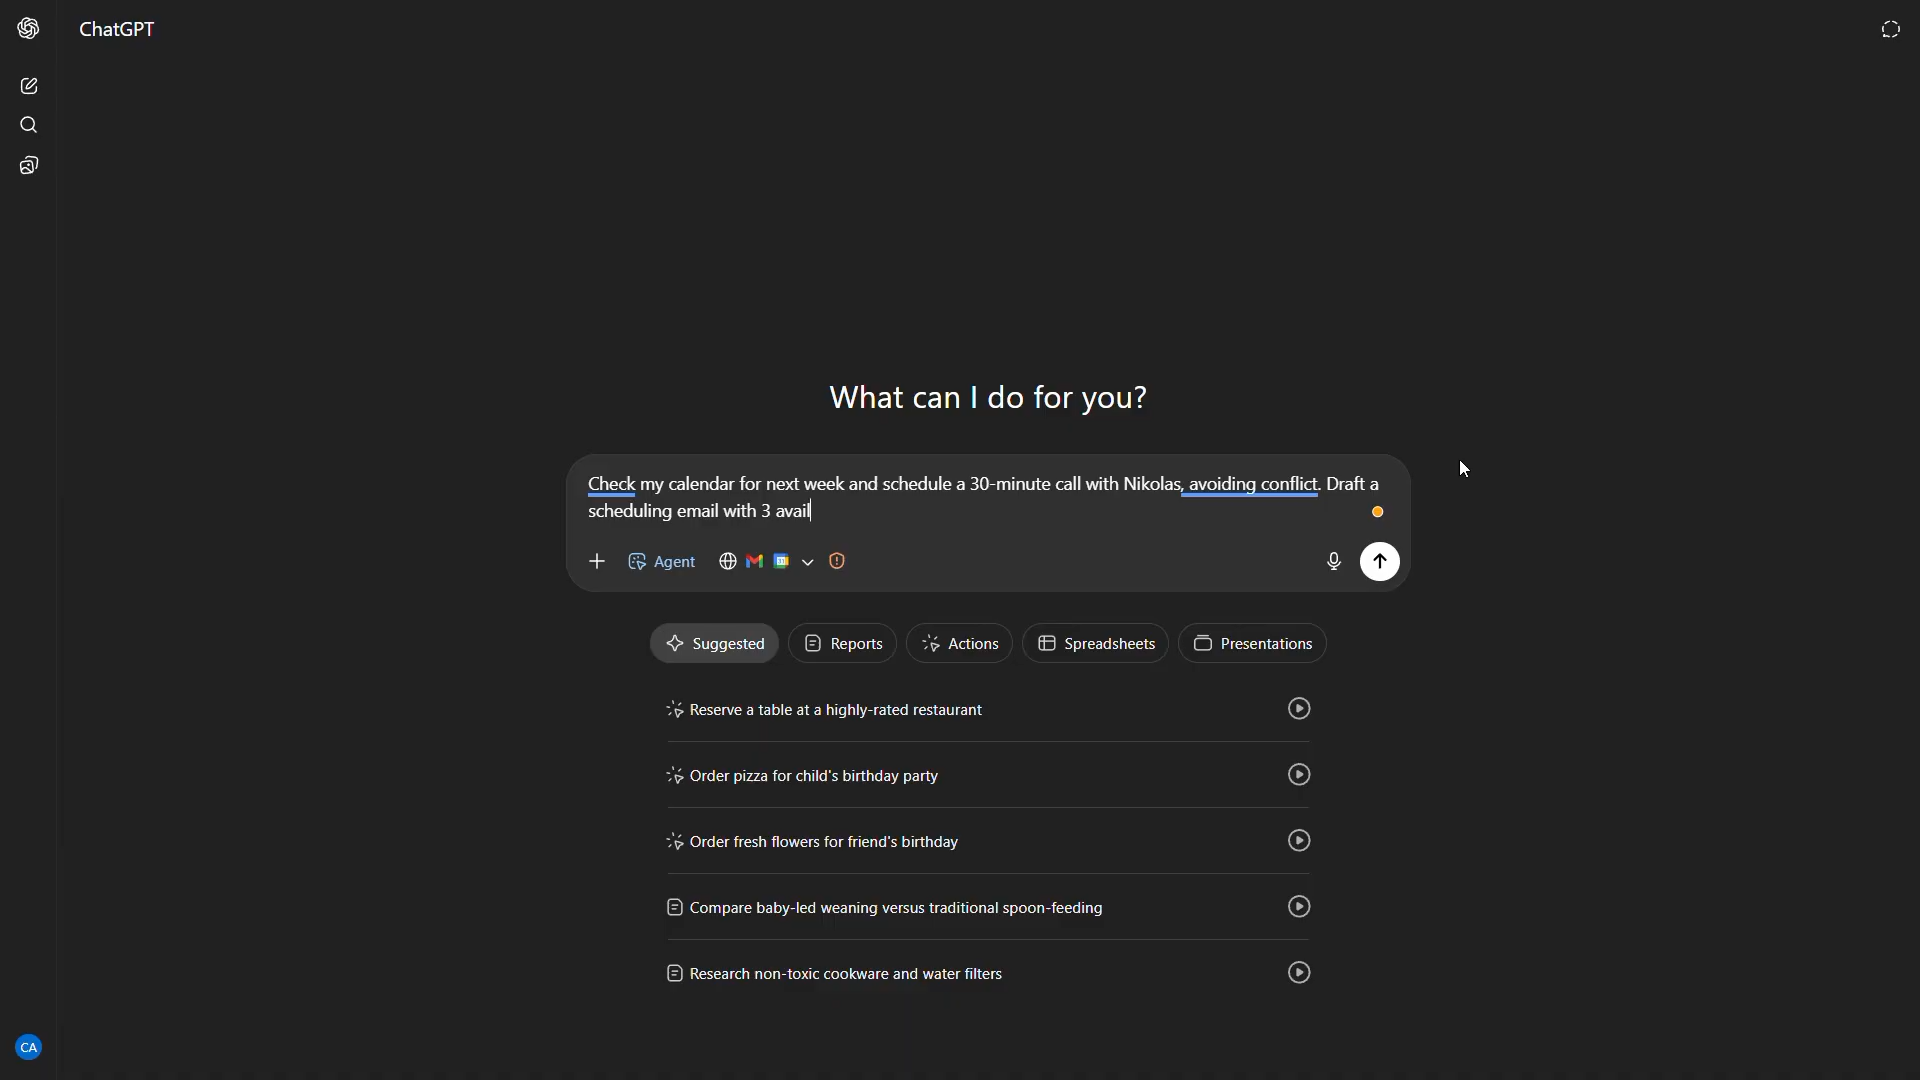 ChatGPT
What can I do for you?
Check my calendar for next week and schedule a 30-minute call with Nikolas, avoiding conflict. Draft a
scheduling email with 3 avail
Agent
Suggested
Reports
Actions
Spreadsheets
Presentations
Reserve a table at a highly-rated restaurant
Order pizza for child's birthday party
Order fresh flowers for friend's birthday
Compare baby-led weaning versus traditional spoon-feeding
Research non-toxic cookware and water filters
CA